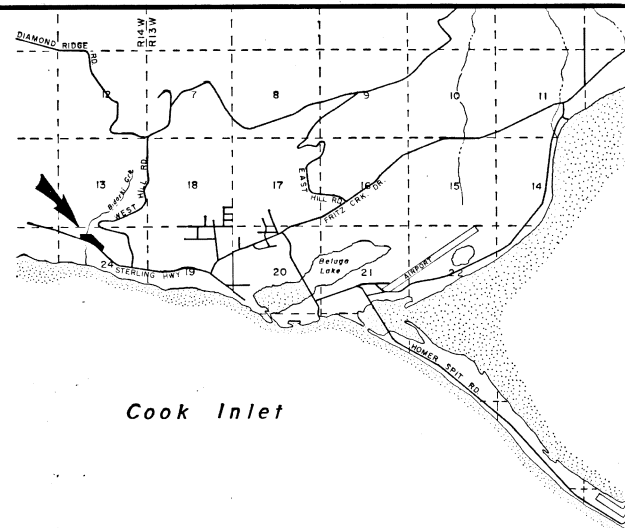 DIAMOND RIDGE RD.
R14W
R13W
12
7
8
9
10
11
13
18
17
16
15
14
Bidarki Crk
WEST HILL RD.
EAST HILL RD.
FRITZ CRK DR.
24
STERLING HWY
19
20
Beluga
Lake
21
AIRPORT
22
HOMER SPIT RD.
Cook Inlet